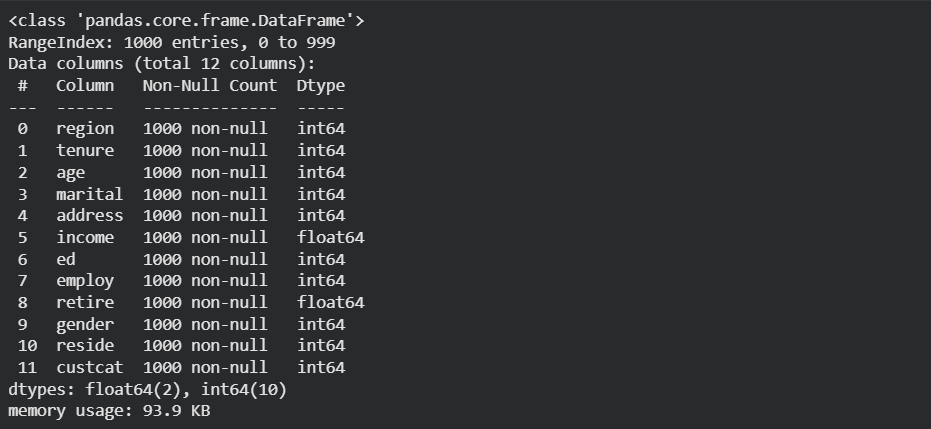 <class 'pandas.core.frame.DataFrame'>
RangeIndex: 1000 entries, 0 to 999
Data columns (total 12 columns):
 #   Column   Non-Null Count  Dtype
---  ------   --------------  -----
 0   region   1000 non-null   int64
 1   tenure   1000 non-null   int64
 2   age      1000 non-null   int64
 3   marital  1000 non-null   int64
 4   address  1000 non-null   int64
 5   income   1000 non-null   float64
 6   ed       1000 non-null   int64
 7   employ   1000 non-null   int64
 8   retire   1000 non-null   float64
 9   gender   1000 non-null   int64
 10  reside   1000 non-null   int64
 11  custcat  1000 non-null   int64
dtypes: float64(2), int64(10)
memory usage: 93.9 KB